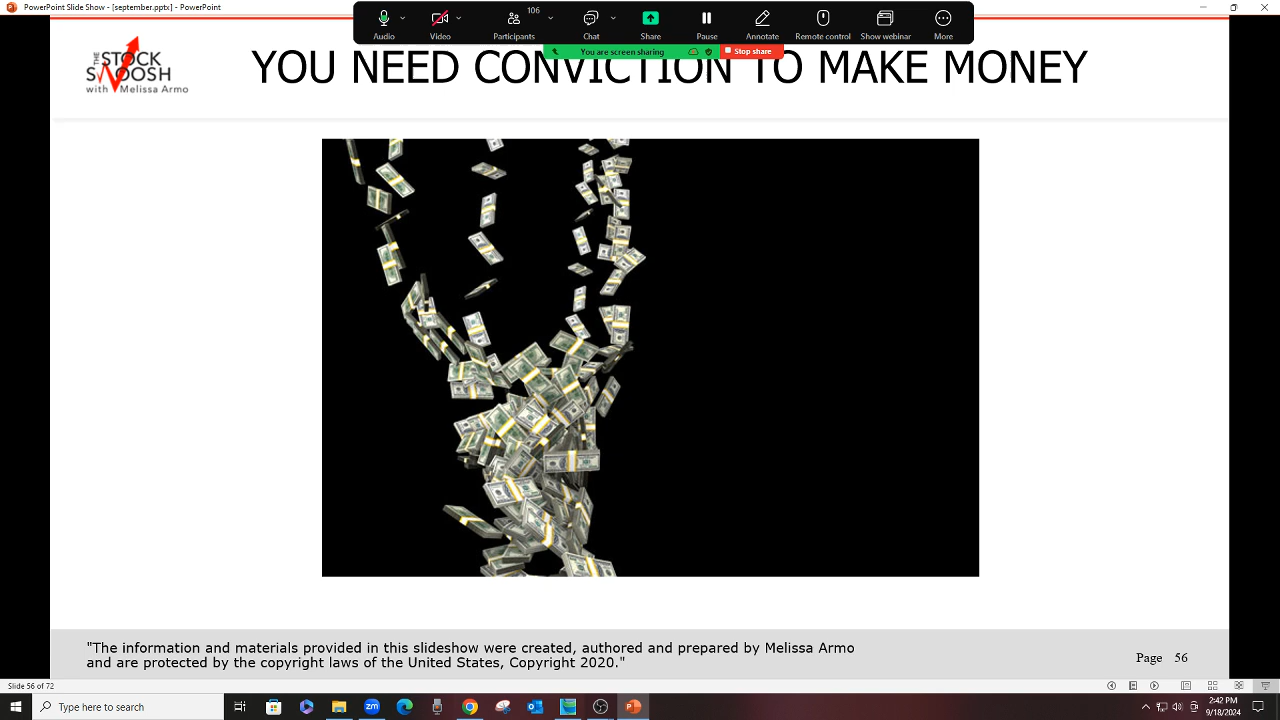 PowerPoint Slide Show - [september.pptx] - PowerPoint
106
Audio Video Participants Chat Share Pause Annotate Remote control Show webinar More
You are screen sharing Stop share
THE STOCK
SWOOSH
with Melissa Armo
YOU NEED CONVICTION TO MAKE MONEY
"The information and materials provided in this slideshow were created, authored and prepared by Melissa Armo
and are protected by the copyright laws of the United States, Copyright 2020."
Page 56
Slide 56 of 72
Type here to search
zm
2:42 PM
9/18/2024